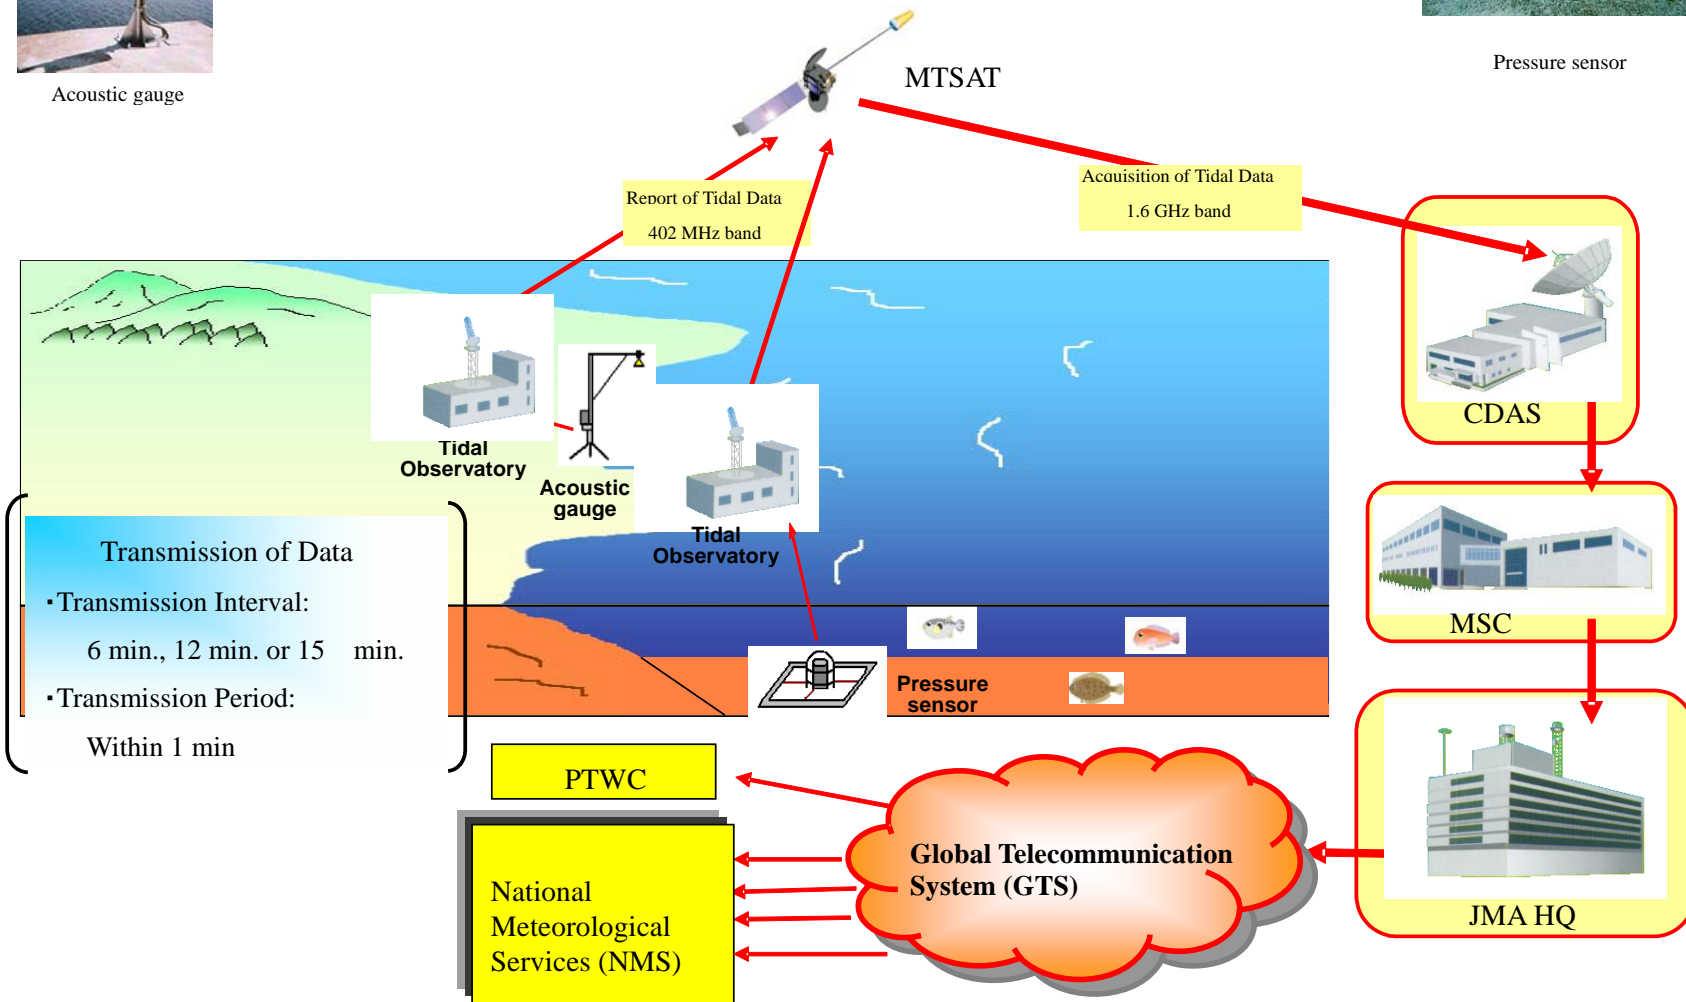 Acoustic gauge
MTSAT
Pressure sensor
Report of Tidal Data
402 MHz band
Acquisition of Tidal Data
1.6 GHz band
CDAS
Tidal
Observatory
Acoustic
gauge
Tidal
Observatory
Transmission of Data
・Transmission Interval:
6 min., 12 min. or 15 min.
・Transmission Period:
Within 1 min
MSC
Pressure
sensor
PTWC
Global Telecommunication
System (GTS)
National
Meteorological
Services (NMS)
JMA HQ